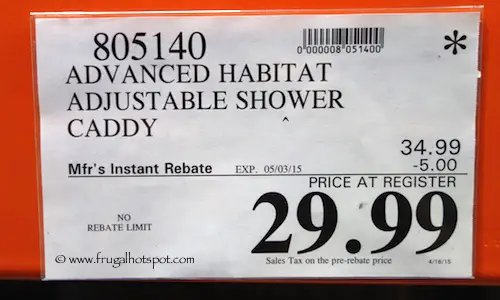 805140
0000008051400
*
ADVANCED HABITAT
ADJUSTABLE SHOWER
CADDY
34.99
Mfr's Instant Rebate EXP. 05/03/15 -5.00
PRICE AT REGISTER
NO
REBATE LIMIT
29.99
© www.frugalhotspot.com
Sales Tax on the pre-rebate price 4/16/15